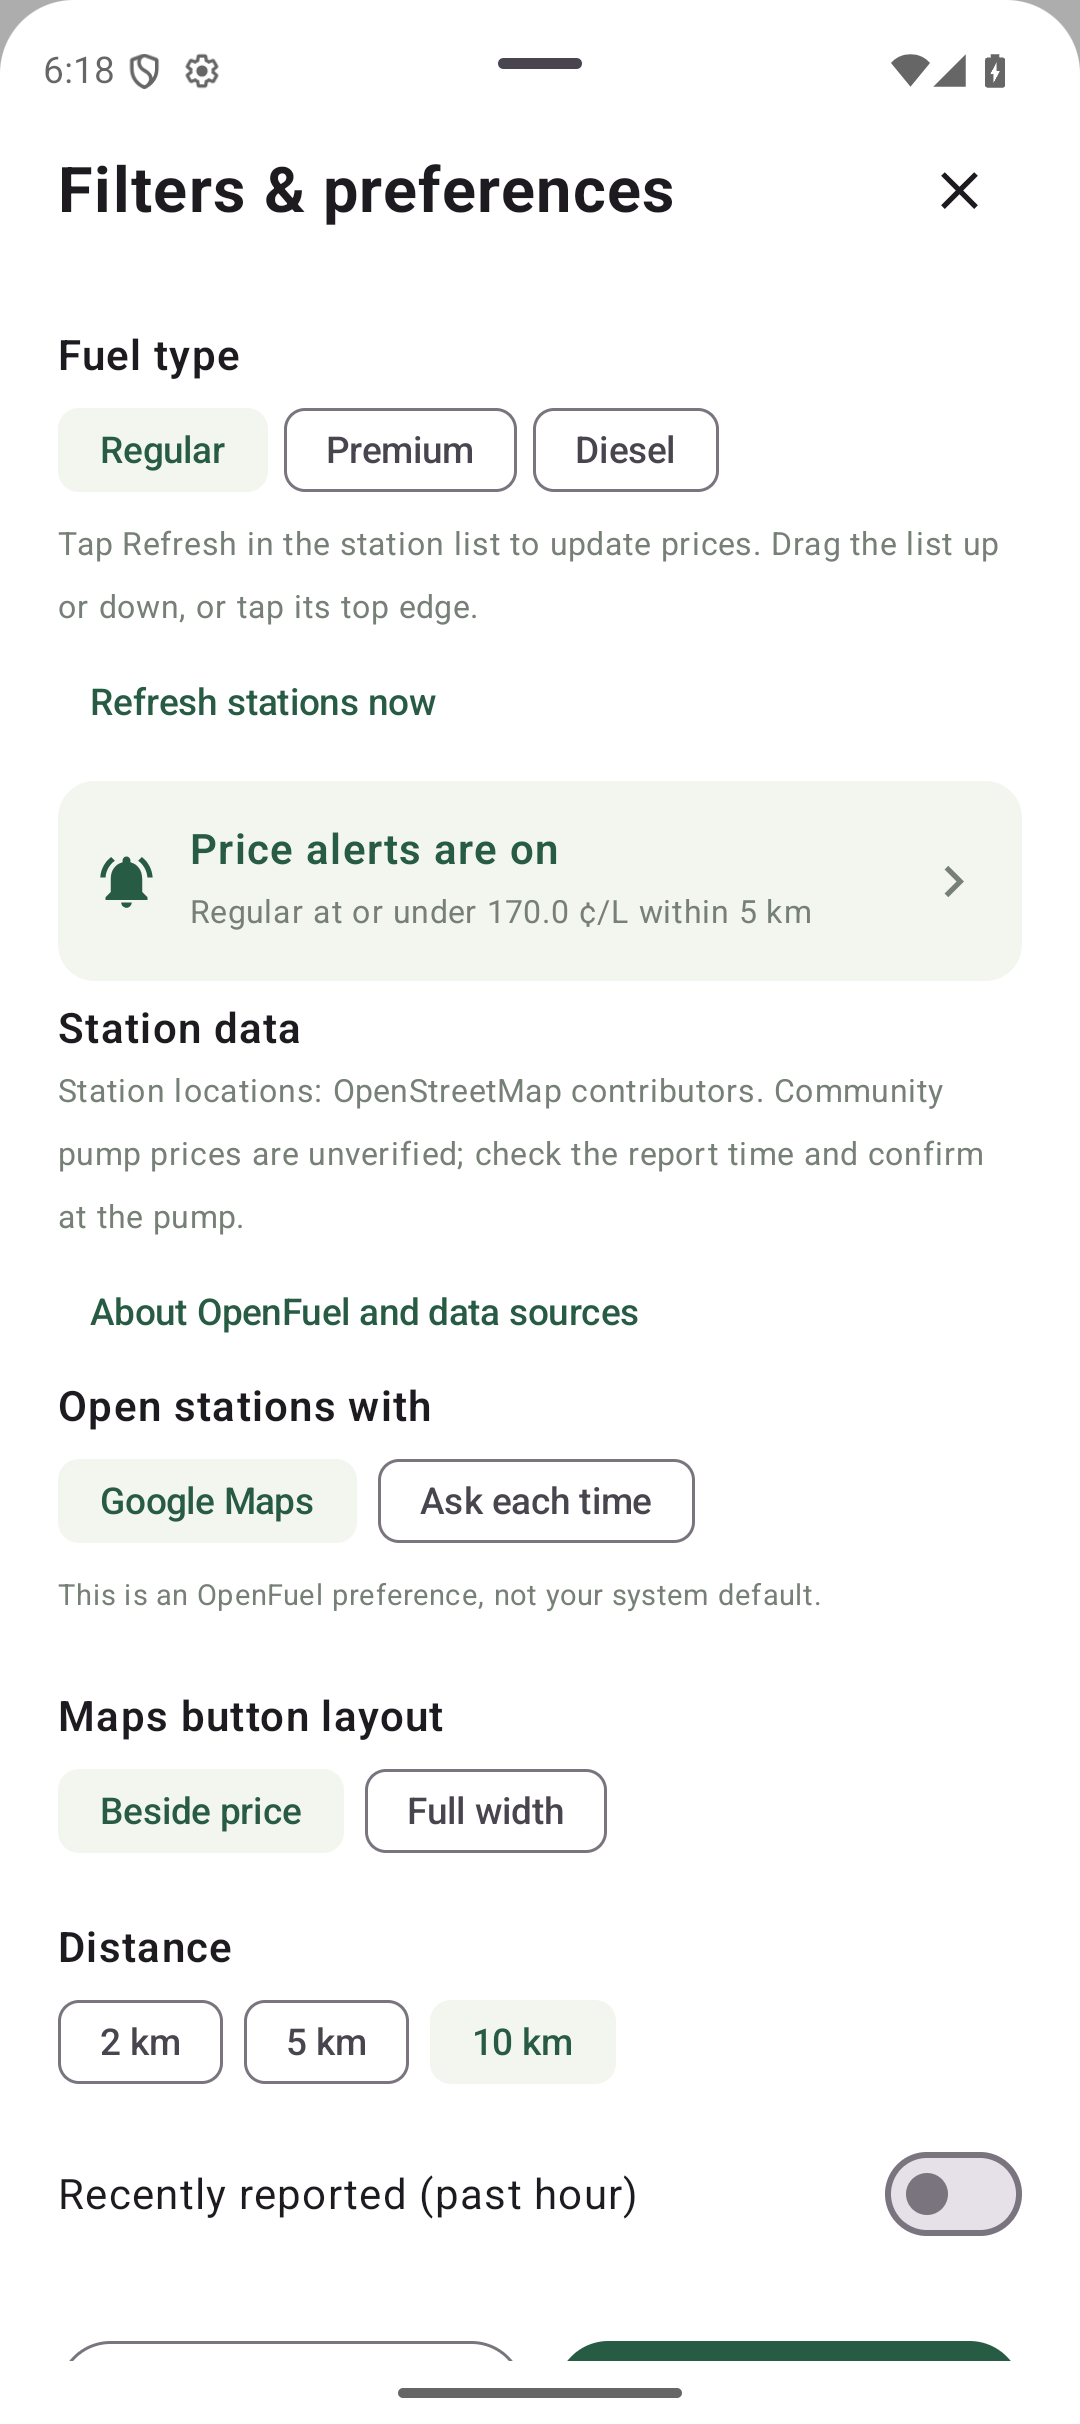 6:18
Filters & preferences
Fuel type
Regular
Premium
Diesel
Tap Refresh in the station list to update prices. Drag the list up
or down, or tap its top edge.
Refresh stations now
Price alerts are on
Regular at or under 170.0 ¢/L within 5 km
Station data
Station locations: OpenStreetMap contributors. Community
pump prices are unverified; check the report time and confirm
at the pump.
About OpenFuel and data sources
Open stations with
Google Maps
Ask each time
This is an OpenFuel preference, not your system default.
Maps button layout
Beside price
Full width
Distance
2 km
5 km
10 km
Recently reported (past hour)